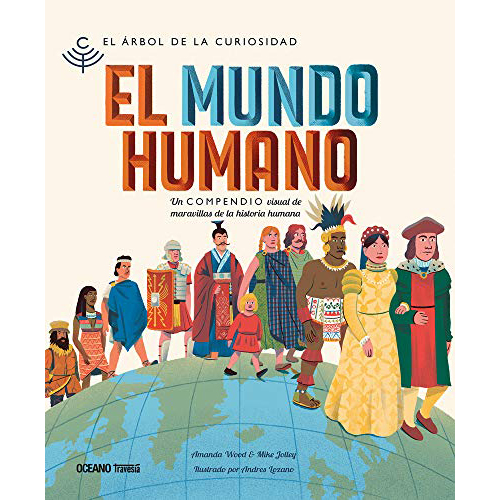 C
EL ÁRBOL DE LA CURIOSIDAD
EL MUNDO
HUMANO
Un COMPENDIO visual de
maravillas de la historia humana
Amanda Wood & Mike Jolley
Ilustrado por Andres Lozano
OCEANO Travesía